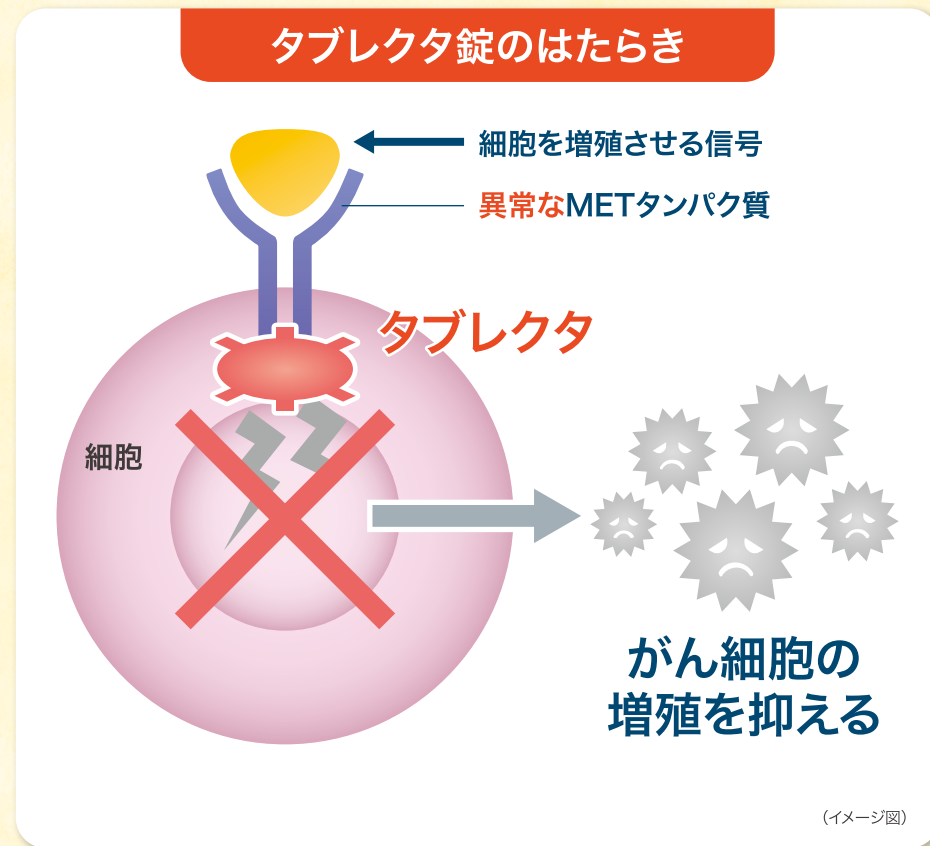 タブレクタ錠のはたらき
細胞を増殖させる信号
異常なMETタンパク質
タブレクタ
細胞
がん細胞の
増殖を抑える
（イメージ図）